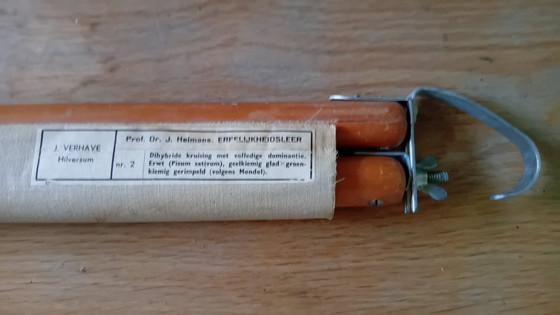 J. VERHAVE
Hilversum
Prof. Dr. J. Heimans. ERFELIJKHEIDSLEER
nr. 2
Dihybride kruising met volledige dominantie.
Erwt (Pisum sativum), geelkiemig glad × groen-
kiemig gerimpeld (volgens Mendel).